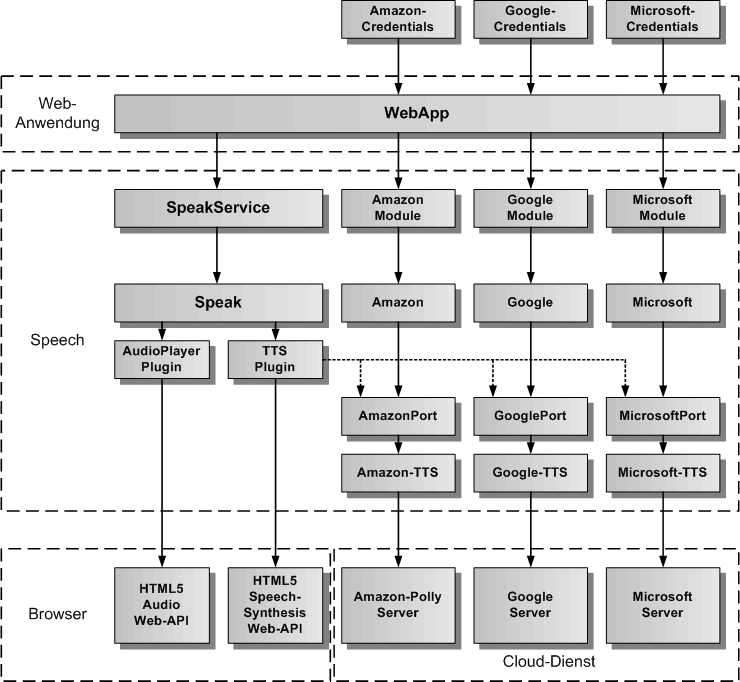 Amazon-
Credentials
Google-
Credentials
Microsoft-
Credentials
Web-
Anwendung
WebApp
SpeakService
Amazon
Module
Google
Module
Microsoft
Module
Speak
Amazon
Google
Microsoft
Speech
AudioPlayer
Plugin
TTS
Plugin
AmazonPort
GooglePort
MicrosoftPort
Amazon-TTS
Google-TTS
Microsoft-TTS
Browser
HTML5
Audio
Web-API
HTML5
Speech-
Synthesis
Web-API
Amazon-Polly
Server
Google
Server
Microsoft
Server
Cloud-Dienst